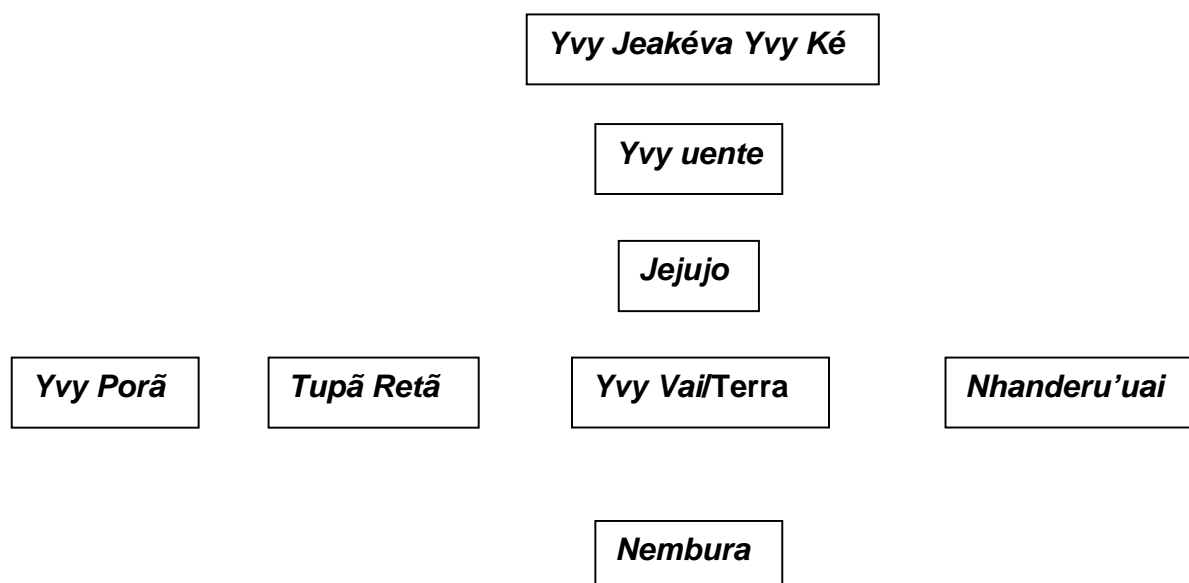 Yvy Jeakéva Yvy Ké
Yvy uente
Jejujo
Yvy Porã Tupã Retã Yvy Vai/Terra Nhanderu’uai
Nembura